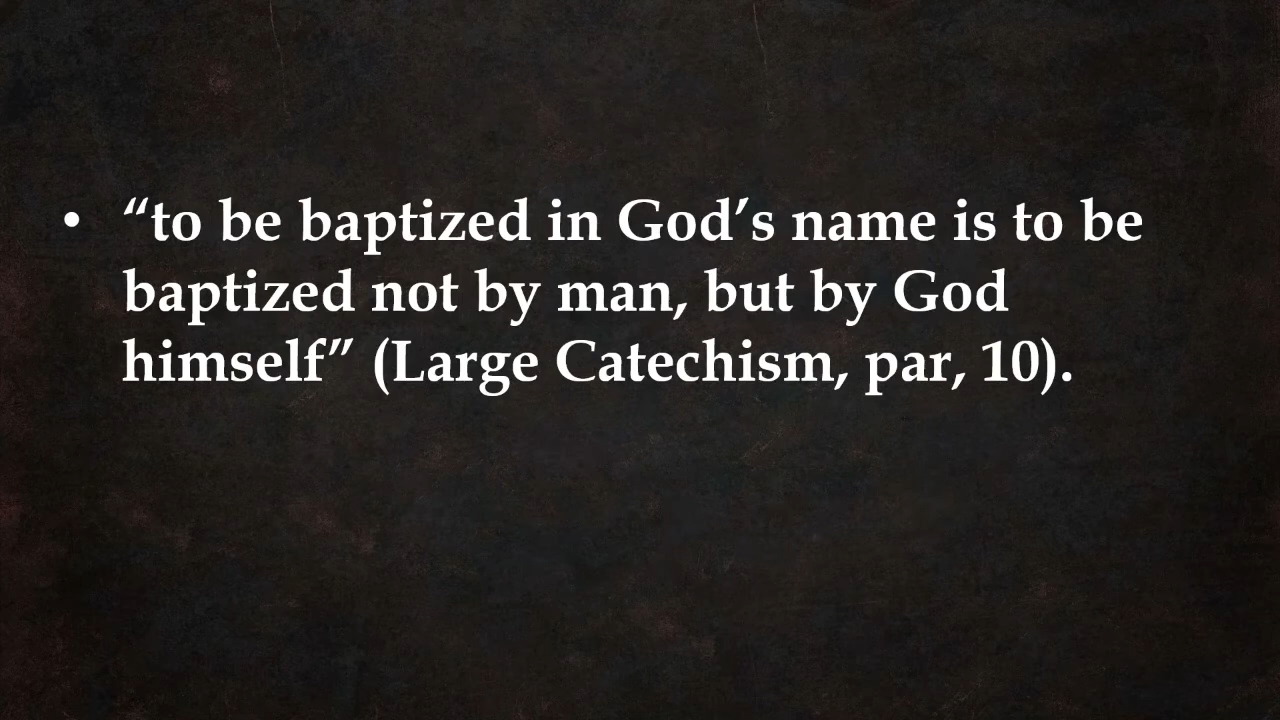 • “to be baptized in God’s name is to be
baptized not by man, but by God
himself” (Large Catechism, par, 10).